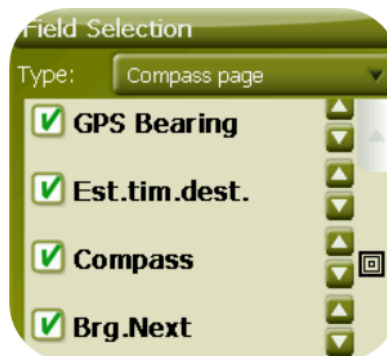 Field Selection
Type: Compass page
GPS Bearing
Est.tim.dest.
Compass
Brg.Next